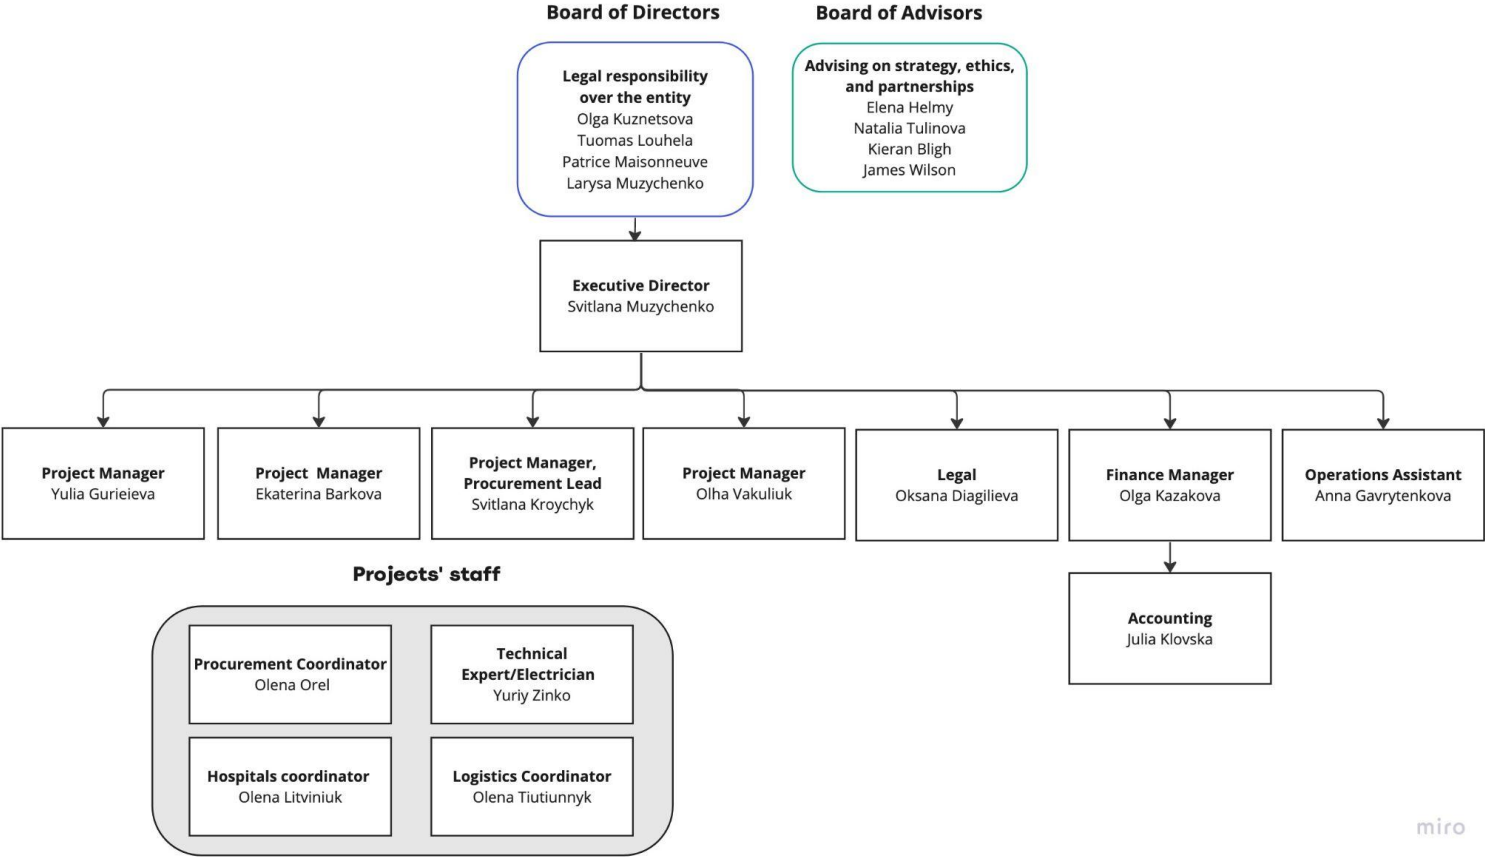 Board of Directors
Board of Advisors
Legal responsibility
over the entity
Olga Kuznetsova
Tuomas Louhela
Patrice Maisonneuve
Larysa Muzychenko
Advising on strategy, ethics,
and partnerships
Elena Helmy
Natalia Tulinova
Kieran Bligh
James Wilson
Executive Director
Svitlana Muzychenko
Project Manager
Yulia Gurieieva
Project Manager
Ekaterina Barkova
Project Manager,
Procurement Lead
Svitlana Kroychyk
Project Manager
Olha Vakuliuk
Legal
Oksana Diagilieva
Finance Manager
Olga Kazakova
Operations Assistant
Anna Gavrytenkova
Accounting
Julia Klovska
Projects' staff
Procurement Coordinator
Olena Orel
Technical
Expert/Electrician
Yuriy Zinko
Hospitals coordinator
Olena Litviniuk
Logistics Coordinator
Olena Tiutiunnyk
miro